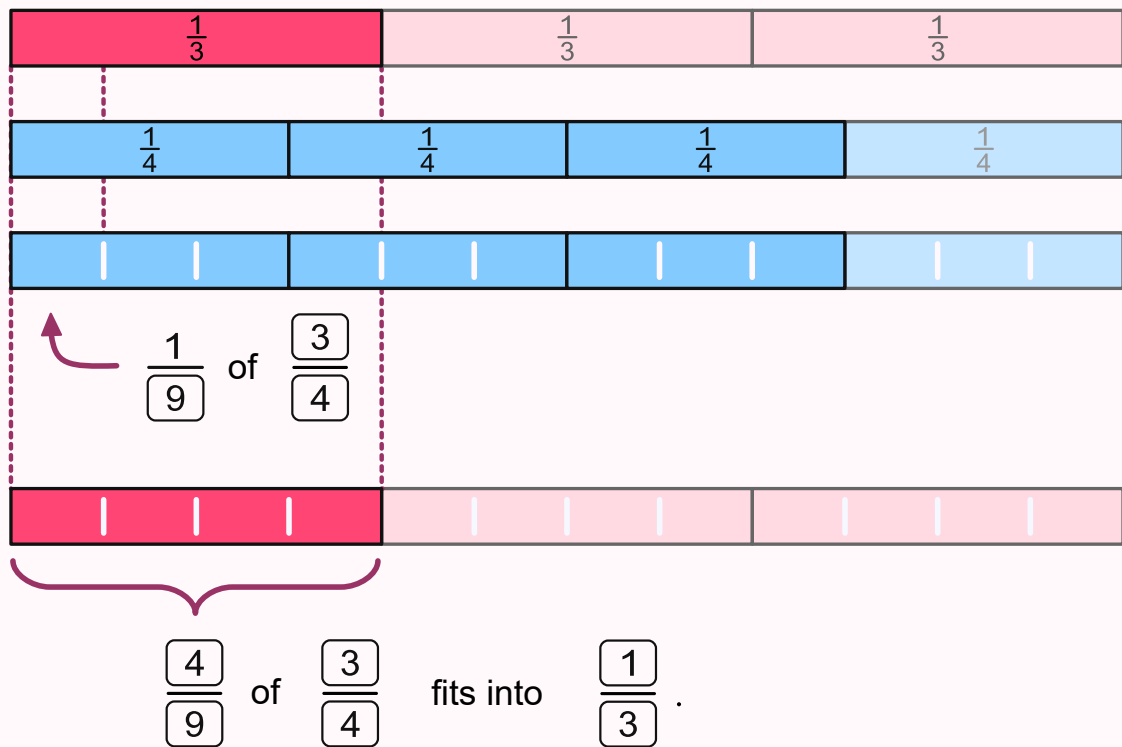 1/3 1/3 1/3
1/4 1/4 1/4 1/4
1/9 of 3/4
4/9 of 3/4 fits into 1/3 .